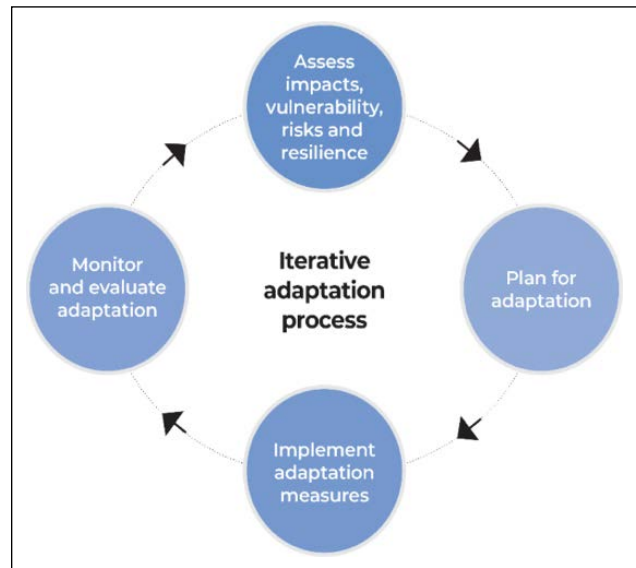 Assess
impacts,
vulnerability,
risks and
resilience
Plan for
adaptation
Implement
adaptation
measures
Monitor
and evaluate
adaptation
Iterative
adaptation
process